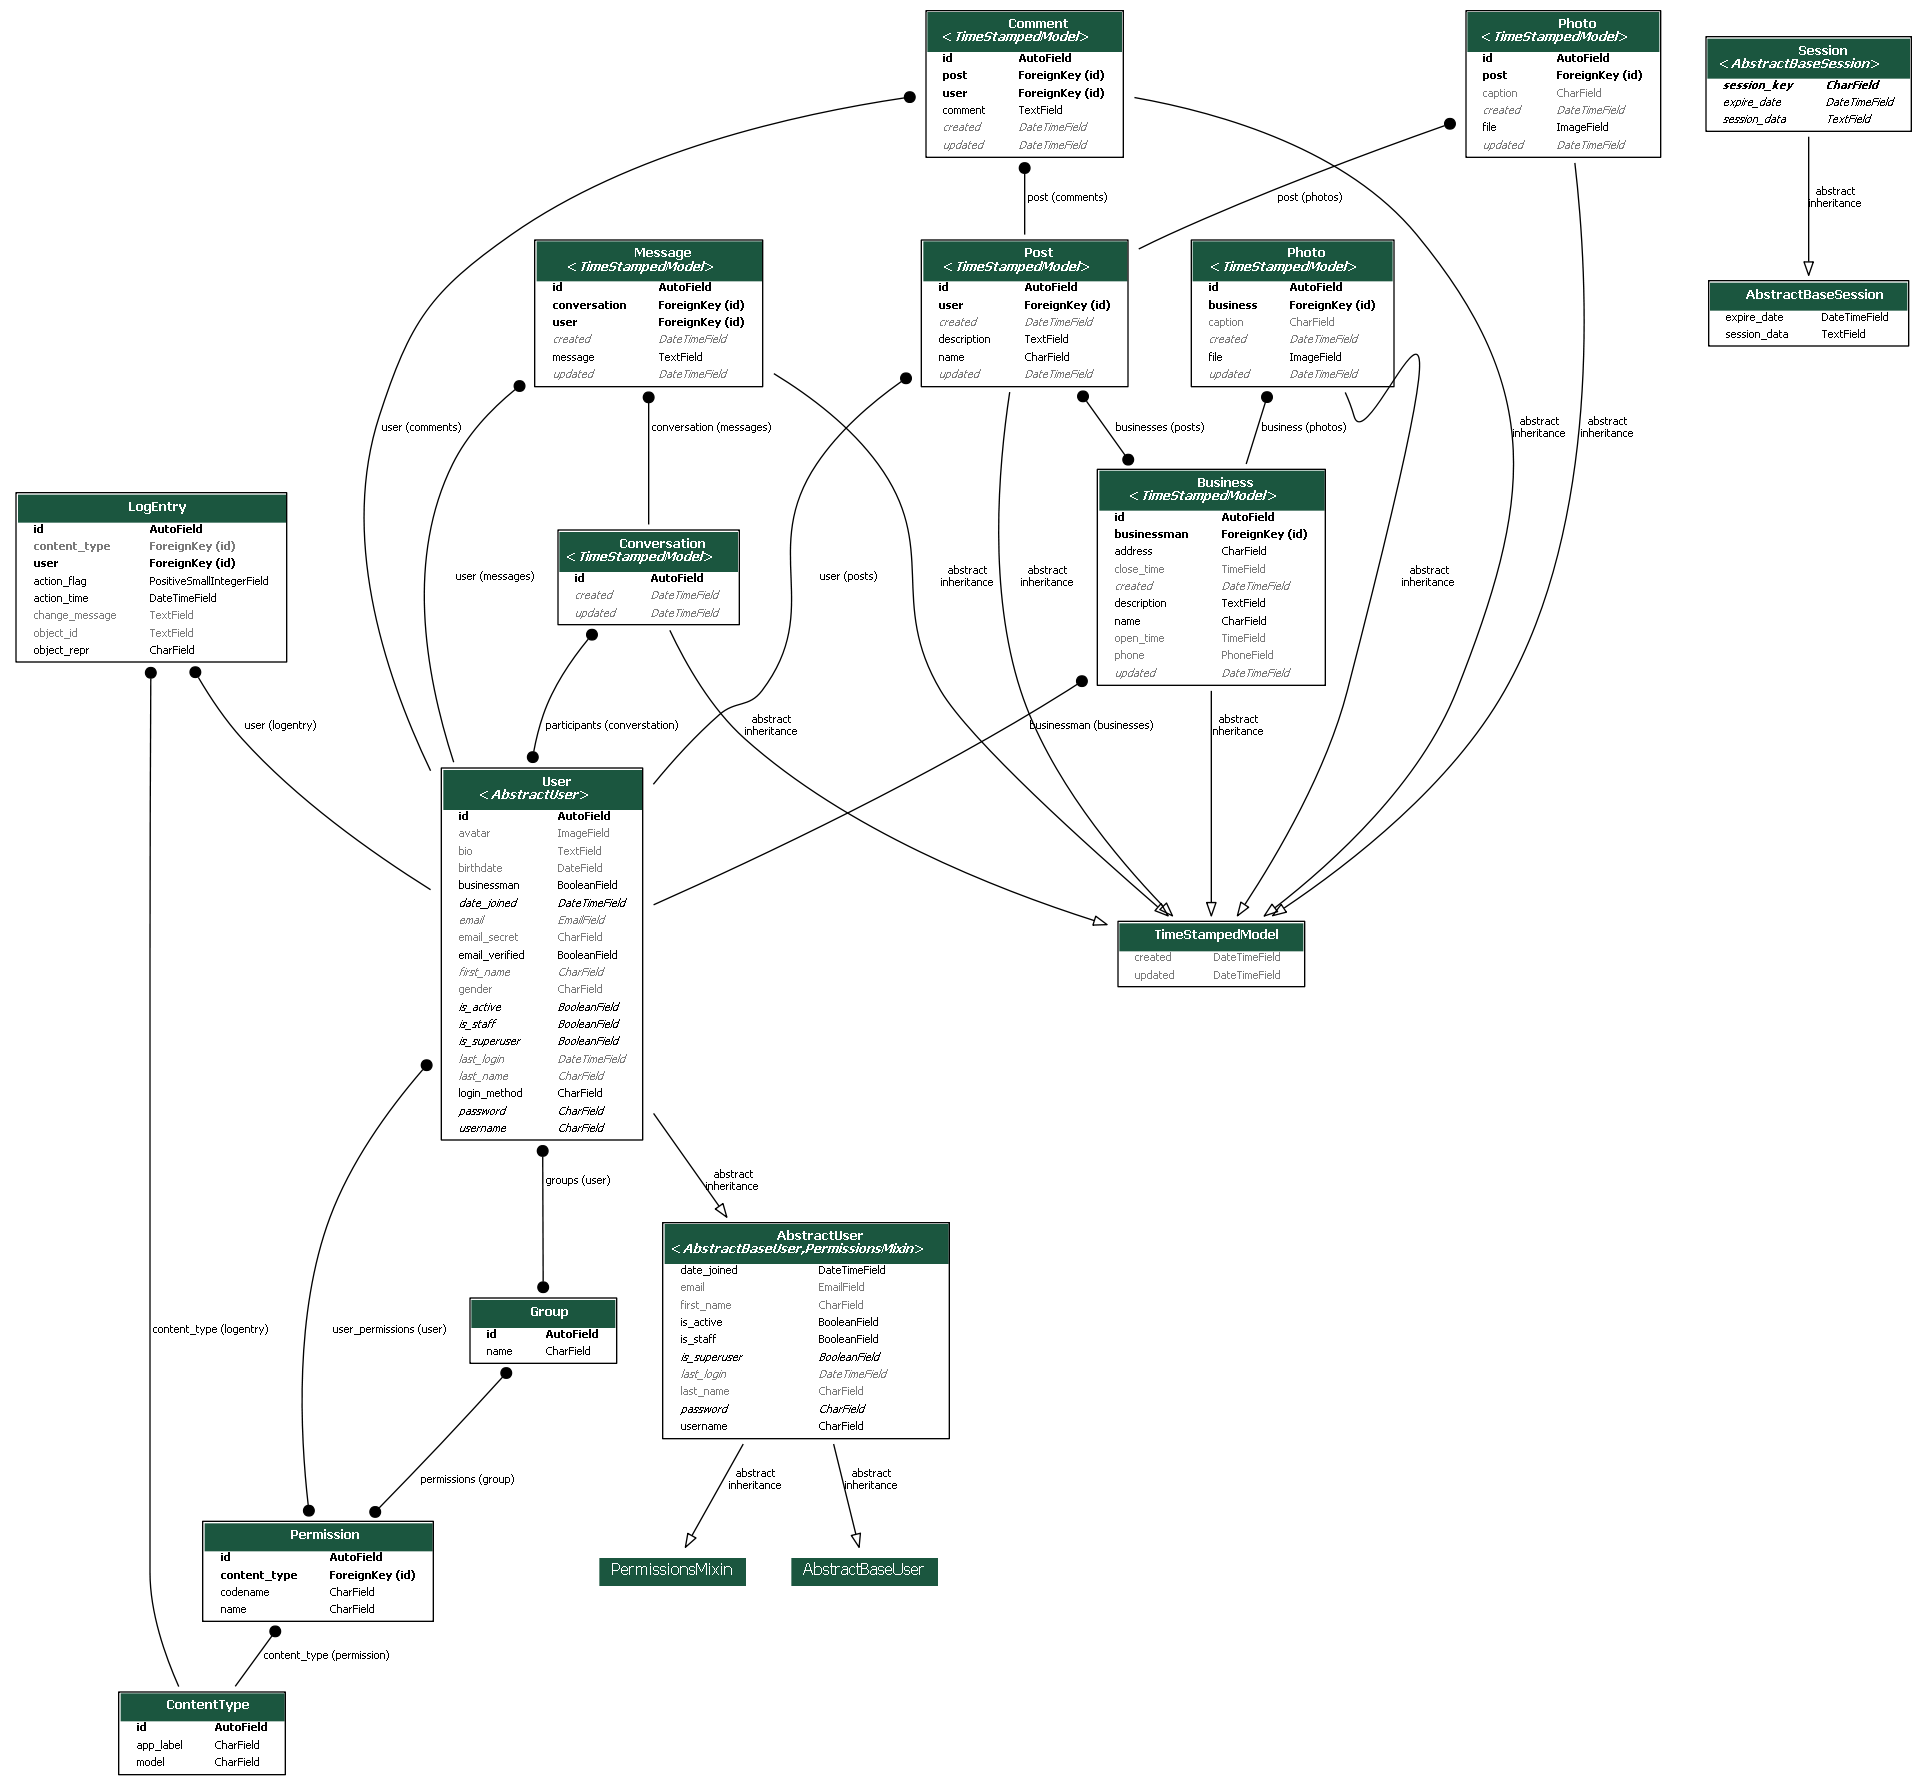 Comment
<TimeStampedModel>
id AutoField
post ForeignKey (id)
user ForeignKey (id)
comment TextField
created DateTimeField
updated DateTimeField
Photo
<TimeStampedModel>
id AutoField
post ForeignKey (id)
caption CharField
created DateTimeField
file ImageField
updated DateTimeField
Session
<AbstractBaseSession>
session_key CharField
expire_date DateTimeField
session_data TextField
post (comments)
post (photos)
abstract
inheritance
Message
<TimeStampedModel>
id AutoField
conversation ForeignKey (id)
user ForeignKey (id)
created DateTimeField
message TextField
updated DateTimeField
Post
<TimeStampedModel>
id AutoField
user ForeignKey (id)
created DateTimeField
description TextField
name CharField
updated DateTimeField
Photo
<TimeStampedModel>
id AutoField
business ForeignKey (id)
caption CharField
created DateTimeField
file ImageField
updated DateTimeField
AbstractBaseSession
expire_date DateTimeField
session_data TextField
user (comments)
conversation (messages)
businesses (posts)
business (photos)
abstract
inheritance
abstract
inheritance
LogEntry
id AutoField
content_type ForeignKey (id)
user ForeignKey (id)
action_flag PositiveSmallIntegerField
action_time DateTimeField
change_message TextField
object_id TextField
object_repr CharField
user (messages)
Conversation
<TimeStampedModel>
id AutoField
created DateTimeField
updated DateTimeField
user (posts)
abstract
inheritance
abstract
inheritance
Business
<TimeStampedModel>
id AutoField
businessman ForeignKey (id)
address CharField
close_time TimeField
created DateTimeField
description TextField
name CharField
open_time TimeField
phone PhoneField
updated DateTimeField
abstract
inheritance
user (logentry)
participants (converstation)
abstract
inheritance
businessman (businesses)
abstract
inheritance
User
<AbstractUser>
id AutoField
avatar ImageField
bio TextField
birthdate DateField
businessman BooleanField
date_joined DateTimeField
email EmailField
email_secret CharField
email_verified BooleanField
first_name CharField
gender CharField
is_active BooleanField
is_staff BooleanField
is_superuser BooleanField
last_login DateTimeField
last_name CharField
login_method CharField
password CharField
username CharField
TimeStampedModel
created DateTimeField
updated DateTimeField
groups (user)
abstract
inheritance
AbstractUser
<AbstractBaseUser,PermissionsMixin>
date_joined DateTimeField
email EmailField
first_name CharField
is_active BooleanField
is_staff BooleanField
is_superuser BooleanField
last_login DateTimeField
last_name CharField
password CharField
username CharField
content_type (logentry)
user_permissions (user)
Group
id AutoField
name CharField
permissions (group)
abstract
inheritance
abstract
inheritance
Permission
id AutoField
content_type ForeignKey (id)
codename CharField
name CharField
PermissionsMixin
AbstractBaseUser
content_type (permission)
ContentType
id AutoField
app_label CharField
model CharField